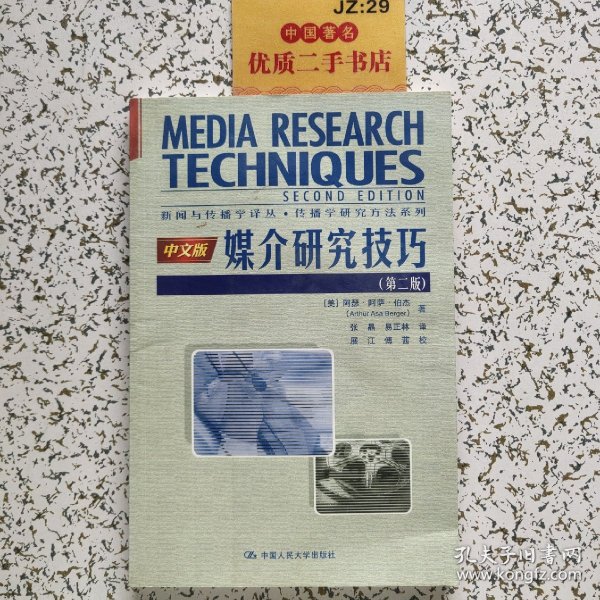 JZ:29
中国著名
优质二手书店
MEDIA RESEARCH
TECHNIQUES
SECOND EDITION
新闻与传播学译丛·传播学研究方法系列
中文版 媒介研究技巧
(第二版)
[美] 阿瑟·阿萨·伯杰 著
(Arthur Asa Berger)
张晶 易正林 译
展江 傅茜 校
中国人民大学出版社
孔夫子旧书网
www.kongfz.com